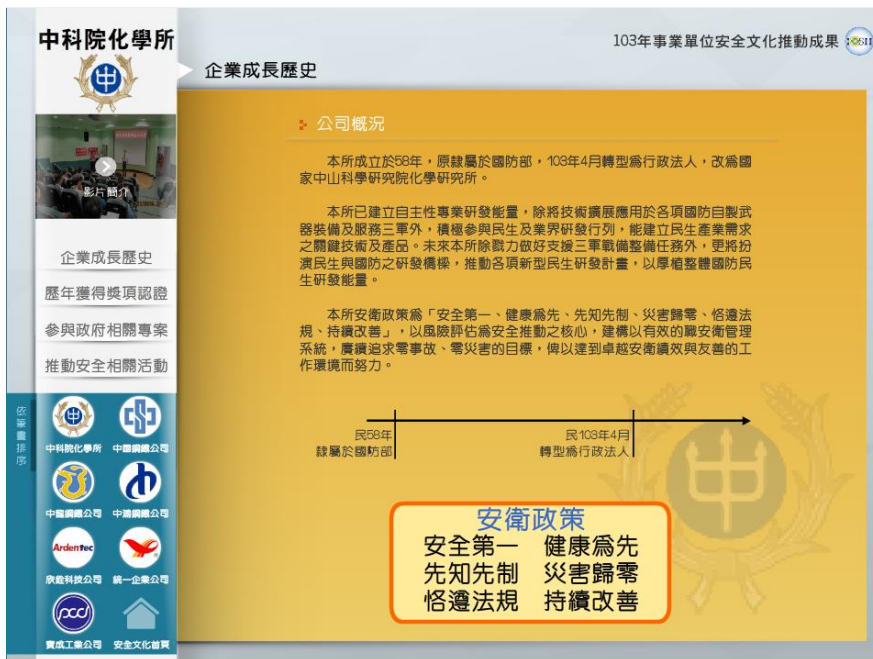 中科院化學所
103年事業單位安全文化推動成果
企業成長歷史
影片簡介
企業成長歷史
歷年獲得獎項認證
參與政府相關專案
推動安全相關活動
依筆畫排序
中科院化學所 中國鋼鐵公司
中龍鋼鐵公司 中鴻鋼鐵公司
Ardentec
欣銓科技公司 統一企業公司
pccl
寶成工業公司 安全文化首頁
公司概況
本所成立於58年，原隸屬於國防部，103年4月轉型為行政法人，改為國
家中山科學研究院化學研究所。
本所已建立自主性專業研發能量，除將技術擴展應用於各項國防自製武
器裝備及服務三軍外，積極參與民生及業界研發行列，能建立民生產業需求
之關鍵技術及產品。未來本所除戮力做好支援三軍戰備整備任務外，更將扮
演民生與國防之研發橋樑，推動各項新型民生研發計畫，以厚植整體國防民
生研發能量。
本所安衛政策為「安全第一、健康為先、先知先制、災害歸零、恪遵法
規、持續改善」，以風險評估為安全推動之核心，建構以有效的職安衛管理
系統，賡續追求零事故、零災害的目標，俾以達到卓越安衛績效與友善的工
作環境而努力。
民58年
隸屬於國防部
民103年4月
轉型為行政法人
安衛政策
安全第一 健康為先
先知先制 災害歸零
恪遵法規 持續改善